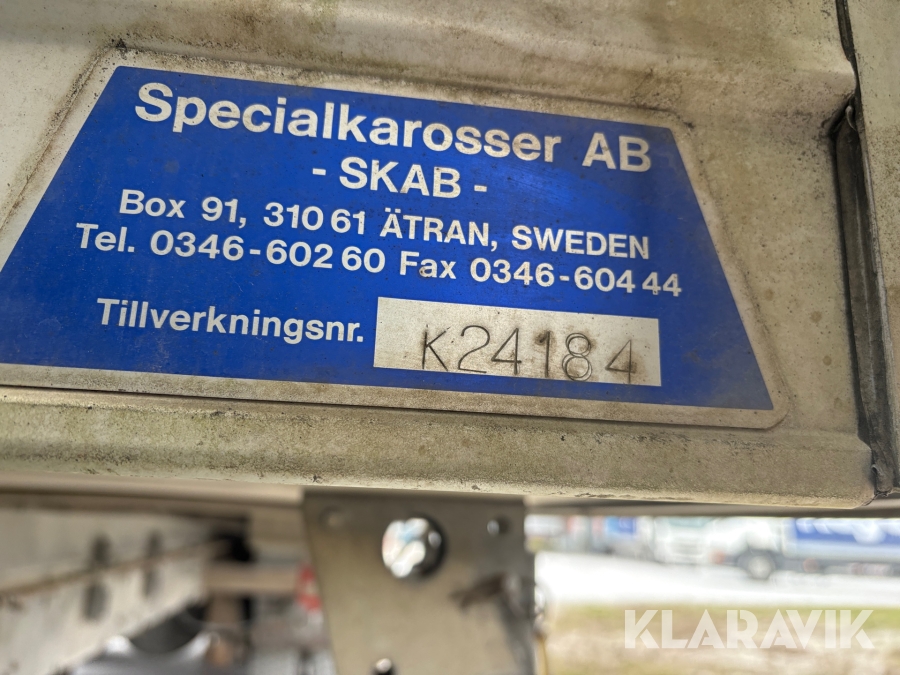 Specialkarosser AB
- SKAB -
Box 91, 310 61 ÄTRAN, SWEDEN
Tel. 0346-602 60 Fax 0346-604 44
Tillverkningsnr. K24184
KLARAVIK